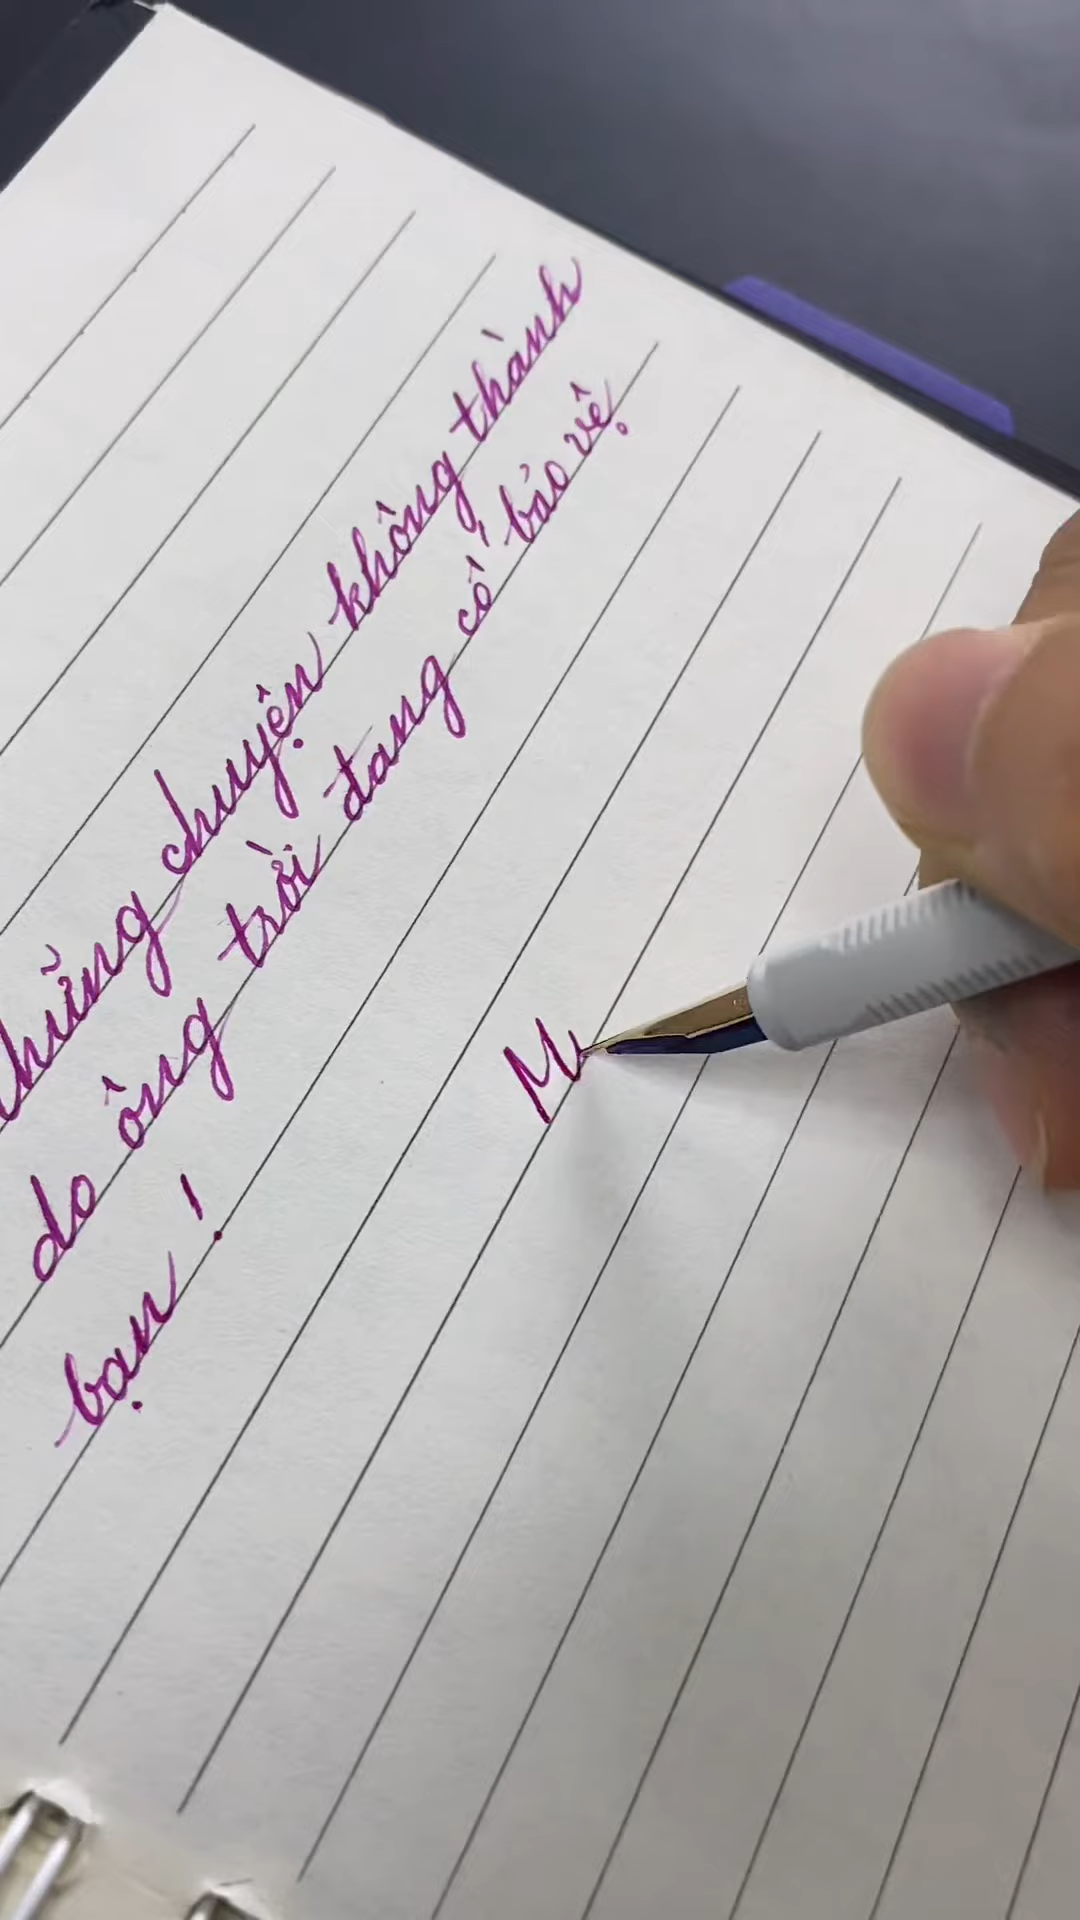 hững chuyện không thành
do ông trời đang cố bảo vệ
bạn !
M